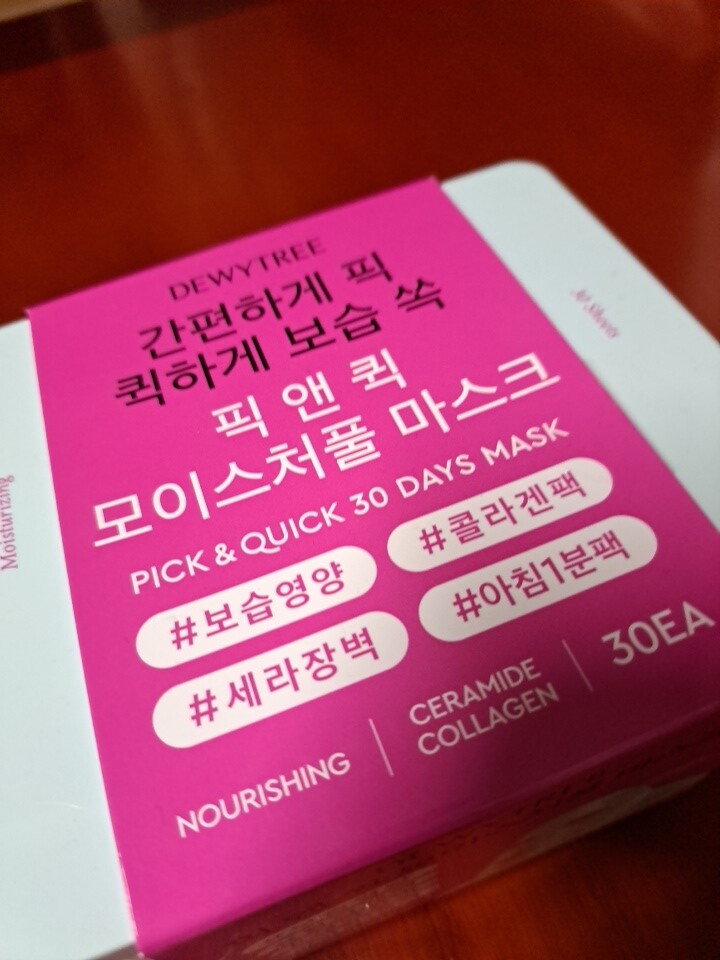 DEWYTREE
간편하게 픽
퀵하게 보습 쏙
픽 앤 퀵
모이스처풀 마스크
PICK & QUICK 30 DAYS MASK
#보습영양 #콜라겐팩
#세라장벽 #아침1분팩
NOURISHING
CERAMIDE
COLLAGEN
30EA
30 Sheets
Moisturizing